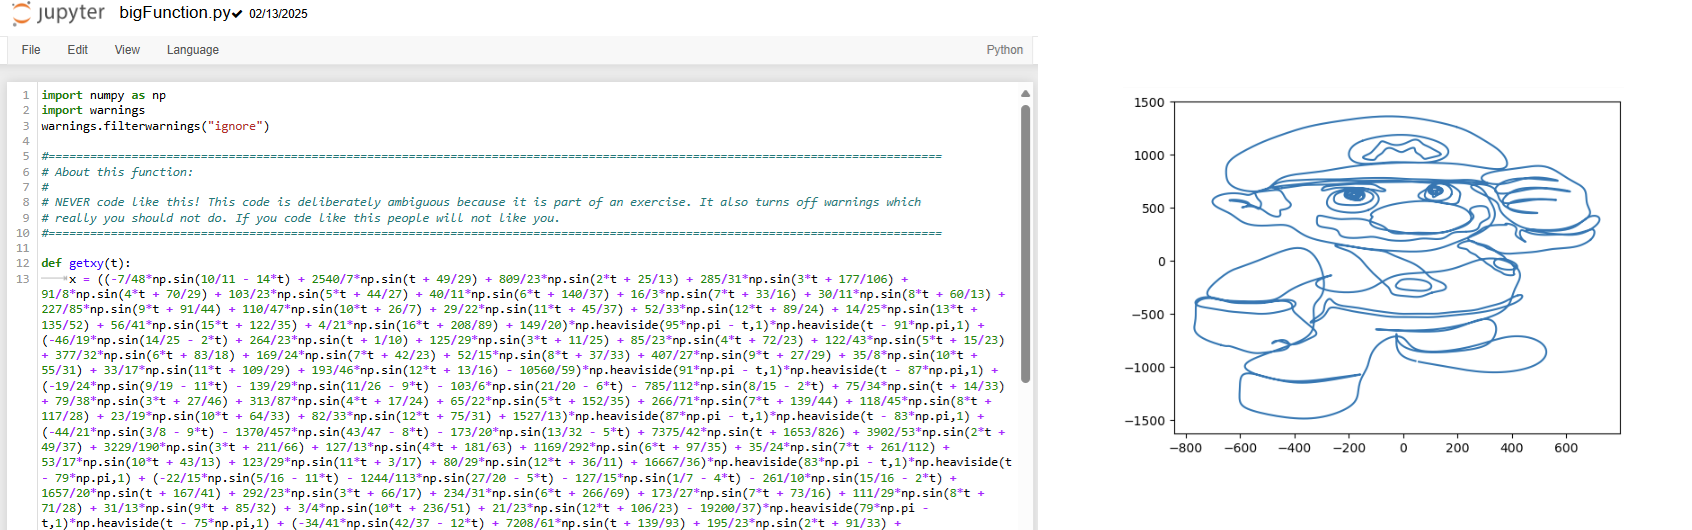 jupyter bigFunction.py✔ 02/13/2025
File Edit View Language Python
1 import numpy as np
2 import warnings
3 warnings.filterwarnings("ignore")
4
5 #=================================================================================================================================
6 # About this function:
7 #
8 # NEVER code like this! This code is deliberately ambiguous because it is part of an exercise. It also turns off warnings which
9 # really you should not do. If you code like this people will not like you.
10 #=================================================================================================================================
11
12 def getxy(t):
13 x = ((-7/48*np.sin(10/11 - 14*t) + 2540/7*np.sin(t + 49/29) + 809/23*np.sin(2*t + 25/13) + 285/31*np.sin(3*t + 177/106) +
91/8*np.sin(4*t + 70/29) + 103/23*np.sin(5*t + 44/27) + 40/11*np.sin(6*t + 140/37) + 16/3*np.sin(7*t + 33/16) + 30/11*np.sin(8*t + 60/13) +
227/85*np.sin(9*t + 91/44) + 110/47*np.sin(10*t + 26/7) + 29/22*np.sin(11*t + 45/37) + 52/33*np.sin(12*t + 89/24) + 14/25*np.sin(13*t +
135/52) + 56/41*np.sin(15*t + 122/35) + 4/21*np.sin(16*t + 208/89) + 149/20)*np.heaviside(95*np.pi - t,1)*np.heaviside(t - 91*np.pi,1) +
(-46/19*np.sin(14/25 - 2*t) + 264/23*np.sin(t + 1/10) + 125/29*np.sin(3*t + 11/25) + 85/23*np.sin(4*t + 72/23) + 122/43*np.sin(5*t + 15/23)
+ 377/32*np.sin(6*t + 83/18) + 169/24*np.sin(7*t + 42/23) + 52/15*np.sin(8*t + 37/33) + 407/27*np.sin(9*t + 27/29) + 35/8*np.sin(10*t +
55/31) + 33/17*np.sin(11*t + 109/29) + 193/46*np.sin(12*t + 13/16) - 10560/59)*np.heaviside(91*np.pi - t,1)*np.heaviside(t - 87*np.pi,1) +
(-19/24*np.sin(9/19 - 11*t) - 139/29*np.sin(11/26 - 9*t) - 103/6*np.sin(21/20 - 6*t) - 785/112*np.sin(8/15 - 2*t) + 75/34*np.sin(t + 14/33)
+ 79/38*np.sin(3*t + 27/46) + 313/87*np.sin(4*t + 17/24) + 65/22*np.sin(5*t + 152/35) + 266/71*np.sin(7*t + 139/44) + 118/45*np.sin(8*t +
117/28) + 23/19*np.sin(10*t + 64/33) + 82/33*np.sin(12*t + 75/31) + 1527/13)*np.heaviside(87*np.pi - t,1)*np.heaviside(t - 83*np.pi,1) +
(-44/21*np.sin(3/8 - 9*t) - 1370/457*np.sin(43/47 - 8*t) - 173/20*np.sin(13/32 - 5*t) + 7375/42*np.sin(t + 1653/826) + 3902/53*np.sin(2*t +
49/37) + 3229/190*np.sin(3*t + 211/66) + 127/13*np.sin(4*t + 181/63) + 1169/292*np.sin(6*t + 97/35) + 35/24*np.sin(7*t + 261/112) +
53/17*np.sin(10*t + 43/13) + 123/29*np.sin(11*t + 3/17) + 80/29*np.sin(12*t + 36/11) + 16667/36)*np.heaviside(83*np.pi - t,1)*np.heaviside(t
- 79*np.pi,1) + (-22/15*np.sin(5/16 - 11*t) - 1244/113*np.sin(27/20 - 5*t) - 127/15*np.sin(1/7 - 4*t) - 261/10*np.sin(15/16 - 2*t) +
1657/20*np.sin(t + 167/41) + 292/23*np.sin(3*t + 66/17) + 234/31*np.sin(6*t + 266/69) + 173/27*np.sin(7*t + 73/16) + 111/29*np.sin(8*t +
71/28) + 31/13*np.sin(9*t + 85/32) + 3/4*np.sin(10*t + 236/51) + 21/23*np.sin(12*t + 106/23) - 19200/37)*np.heaviside(79*np.pi -
t,1)*np.heaviside(t - 75*np.pi,1) + (-34/41*np.sin(42/37 - 12*t) + 7208/61*np.sin(t + 139/93) + 195/23*np.sin(2*t + 91/33) +
1500
1000
500
0
−500
−1000
−1500
−800 −600 −400 −200 0 200 400 600